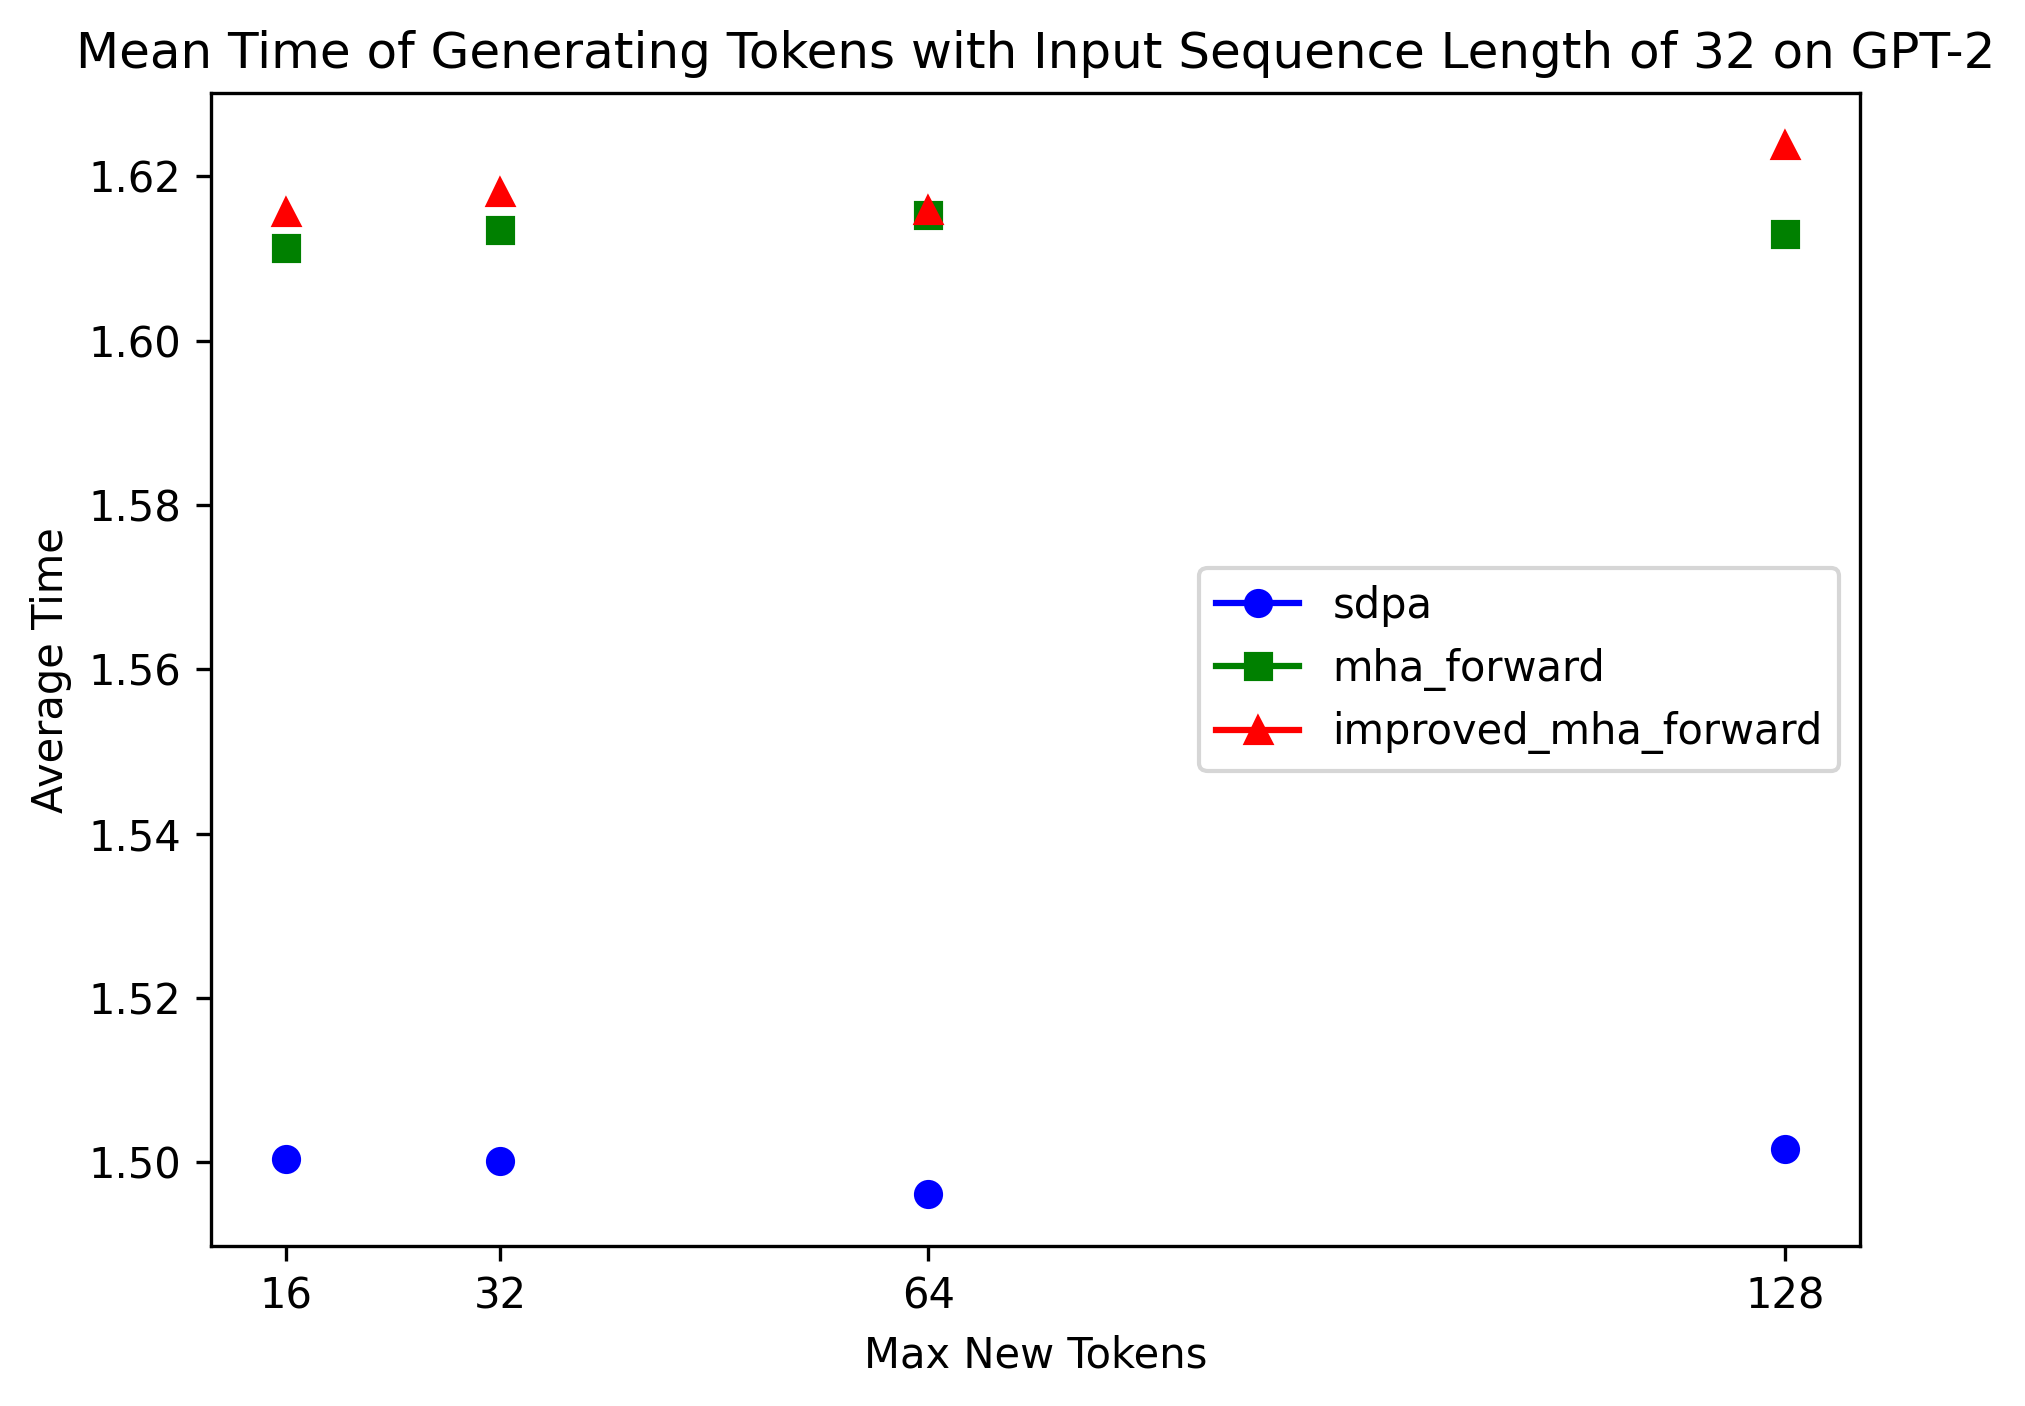 Mean Time of Generating Tokens with Input Sequence Length of 32 on GPT-2
Average Time
1.62
1.60
1.58
1.56
1.54
1.52
1.50
sdpa
mha_forward
improved_mha_forward
16 32 64 128
Max New Tokens